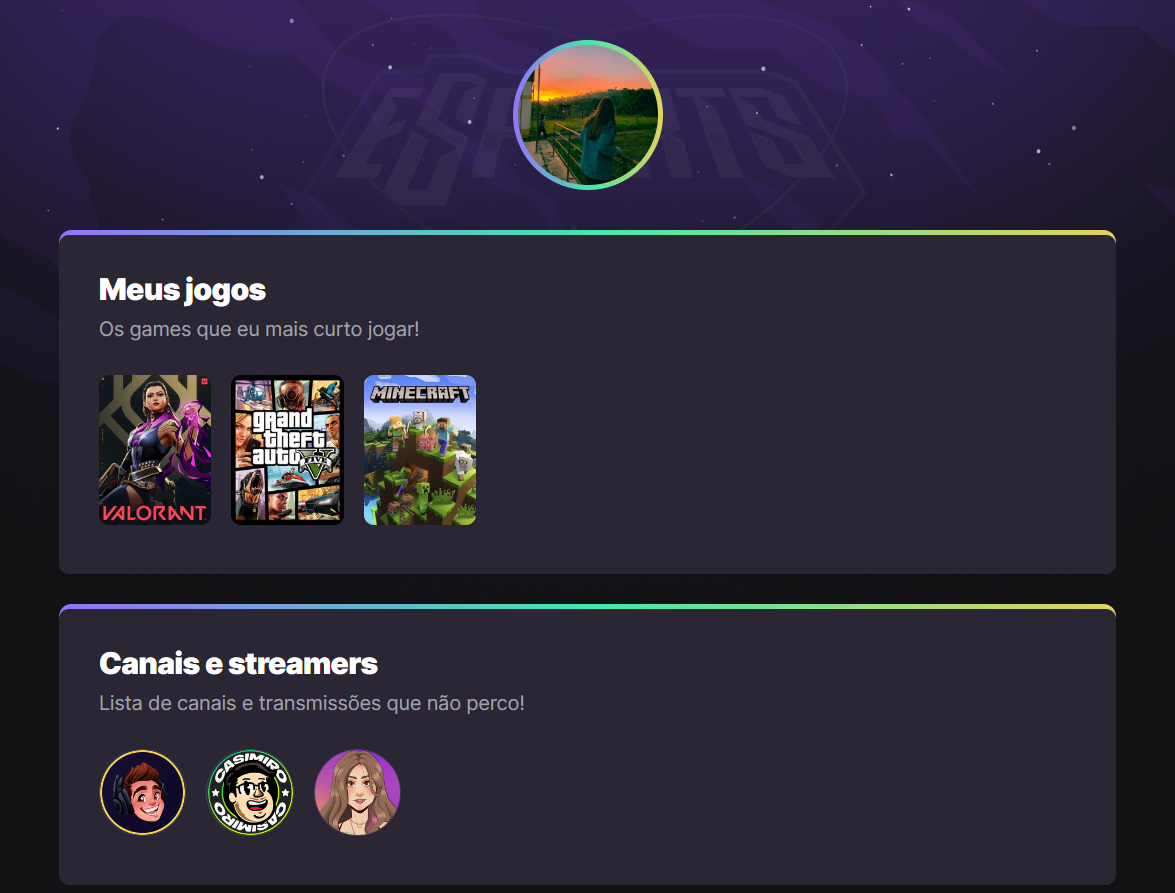 ESPORTS
Meus jogos
Os games que eu mais curto jogar!
VALORANT
grand
theft
auto
FIVE
MINECRAFT
Canais e streamers
Lista de canais e transmissões que não perco!
CASIMIRO
CASIMIRO